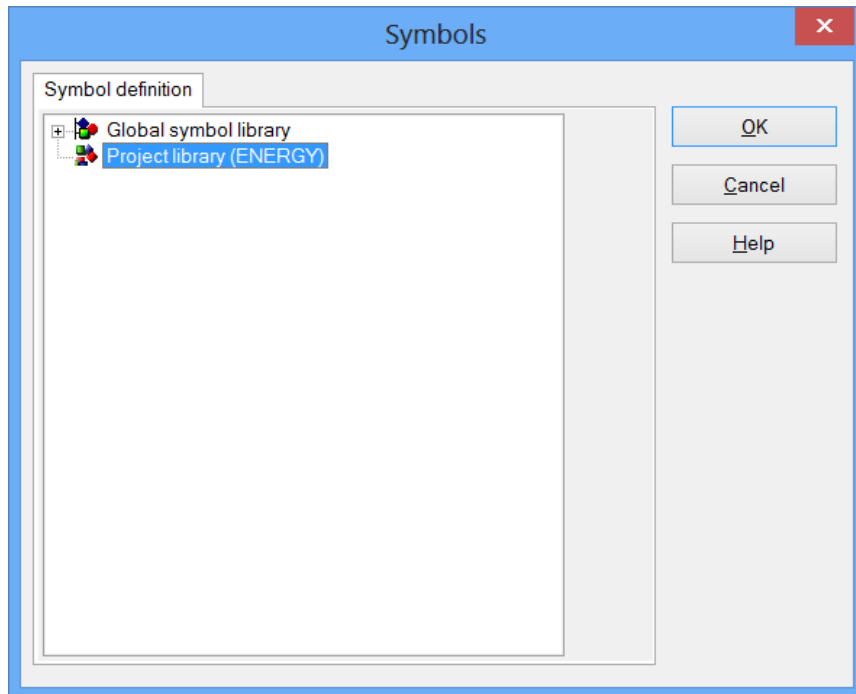 Symbols
Symbol definition
Global symbol library
Project library (ENERGY)
OK
Cancel
Help